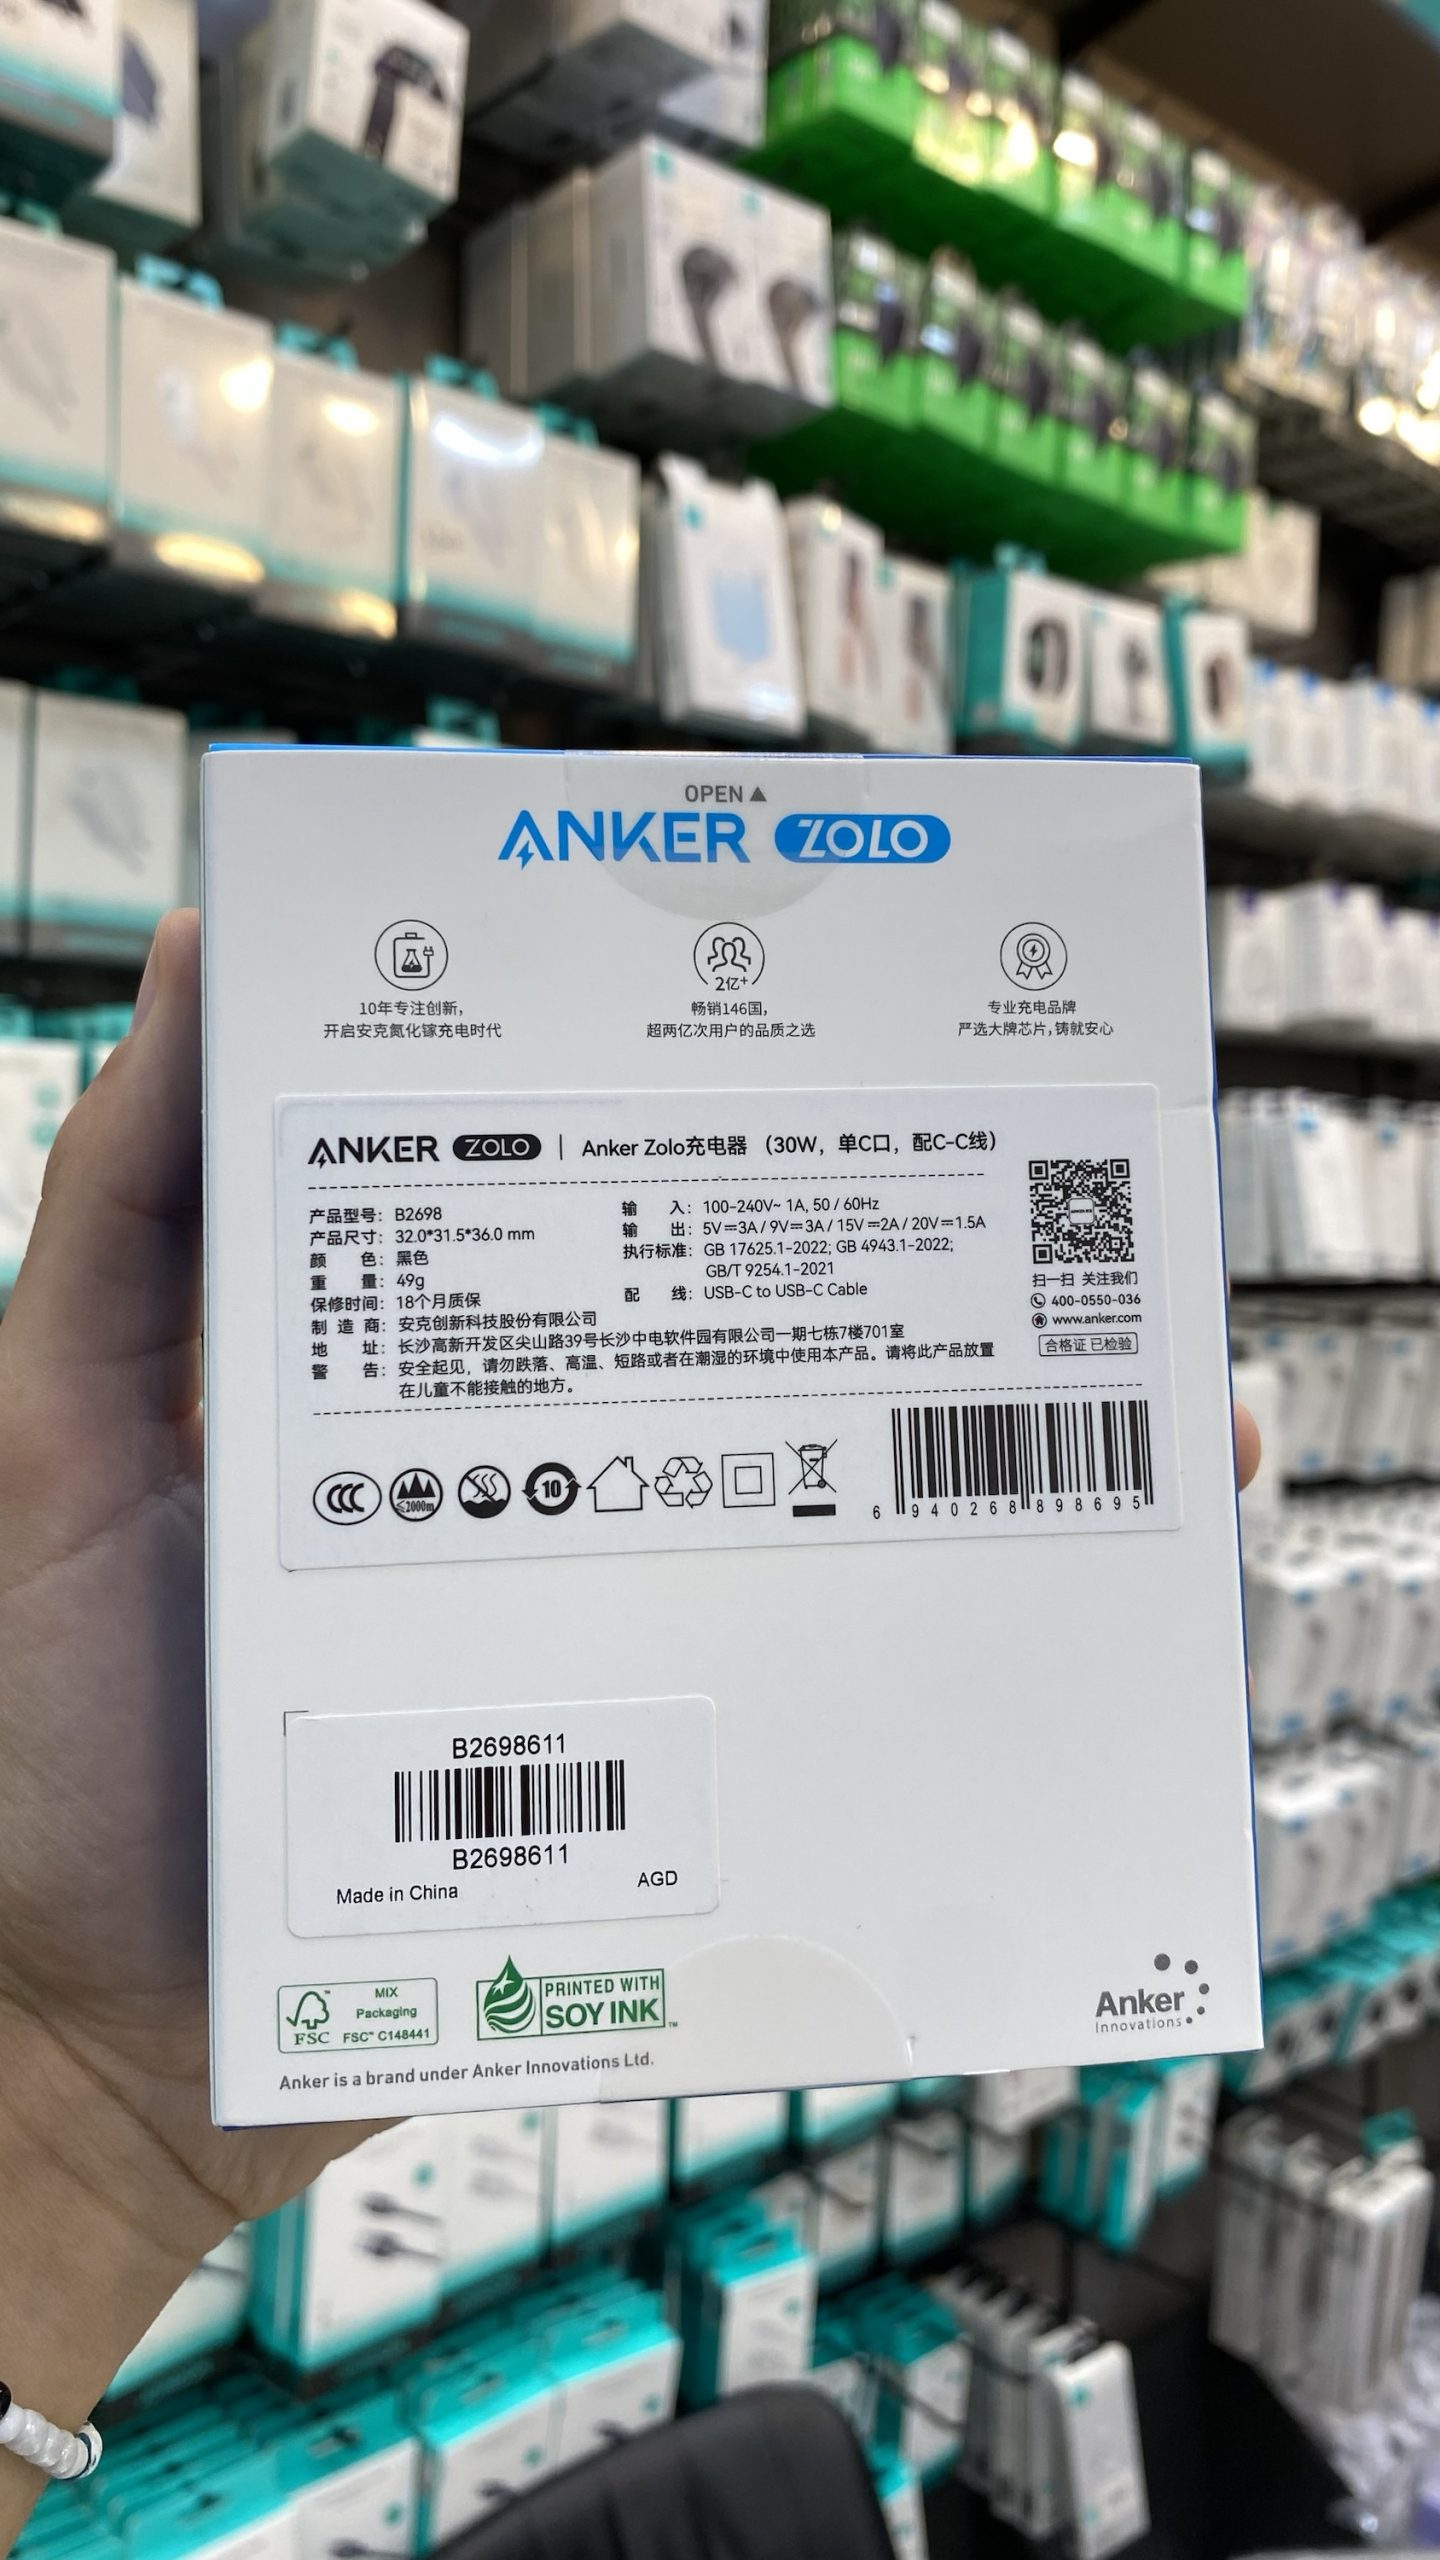 OPEN ▲
ANKER ZOLO
2亿+
10年专注创新，
开启安克氮化镓充电时代
畅销146国，
超两亿次用户的品质之选
专业充电品牌
严选大牌芯片，铸就安心
ANKER ZOLO | Anker Zolo充电器 （30W，单C口，配C-C线）
产品型号： B2698
产品尺寸： 32.0*31.5*36.0 mm
颜 色： 黑色
重 量： 49g
保修时间： 18个月质保
制 造 商： 安克创新科技股份有限公司
地 址： 长沙高新开发区尖山路39号长沙中电软件园有限公司一期七栋7楼701室
警 告： 安全起见，请勿跌落、高温、短路或者在潮湿的环境中使用本产品。请将此产品放置
在儿童不能接触的地方。
输 入： 100-240V~ 1A, 50 / 60Hz
输 出： 5V⎓3A / 9V⎓3A / 15V⎓2A / 20V⎓1.5A
执行标准： GB 17625.1-2022; GB 4943.1-2022;
GB/T 9254.1-2021
配 线： USB-C to USB-C Cable
扫一扫 关注我们
400-0550-036
www.anker.com
合格证 已检验
CCC
≤2000m
10
6 940268 898695
B2698611
B2698611
Made in China
AGD
FSC™
MIX
Packaging
FSC™ C148441
PRINTED WITH
SOY INK™
Anker
Innovations
Anker is a brand under Anker Innovations Ltd.